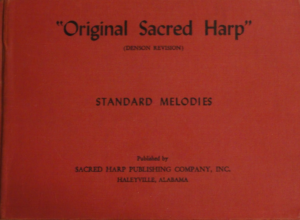 "Original Sacred Harp"
(DENSON REVISION)
STANDARD MELODIES
Published by
SACRED HARP PUBLISHING COMPANY, INC.
HALEYVILLE, ALABAMA